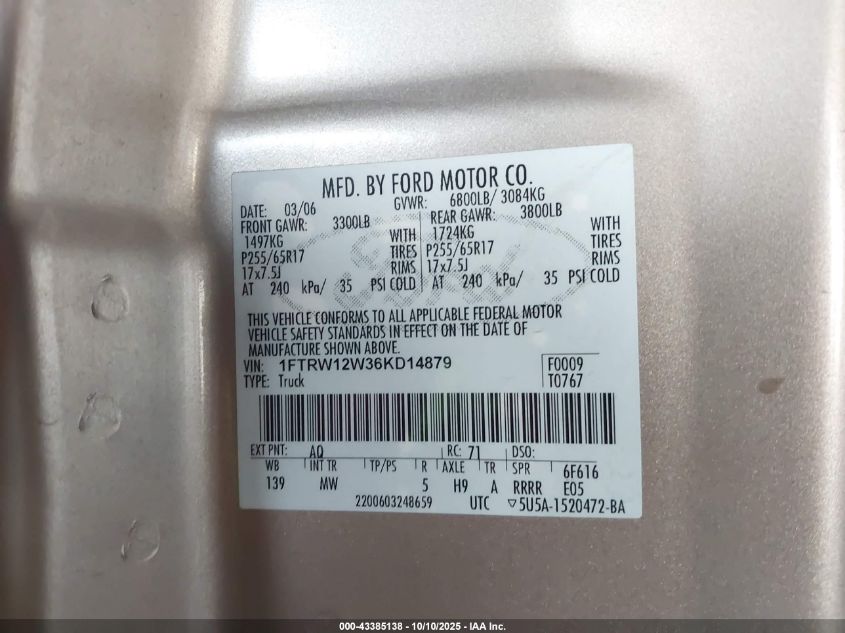 MFD. BY FORD MOTOR CO.
DATE: 03/06 GVWR: 6800LB/ 3084KG
FRONT GAWR: 3300LB REAR GAWR: 3800LB
1497KG WITH 1724KG WITH
P255/65R17 TIRES P255/65R17 TIRES
17x7.5J RIMS 17x7.5J RIMS
AT 240 kPa/ 35 PSI COLD AT 240 kPa/ 35 PSI COLD
Ford
THIS VEHICLE CONFORMS TO ALL APPLICABLE FEDERAL MOTOR
VEHICLE SAFETY STANDARDS IN EFFECT ON THE DATE OF
MANUFACTURE SHOWN ABOVE.
VIN: 1FTRW12W36KD14879 F0009
TYPE: Truck T0767
EXT PNT: AQ RC: 71 DSO:
WB INT TR TP/PS R AXLE TR SPR 6F616
139 MW 5 H9 A RRRR E05
2200603248659 UTC ▽5U5A-1520472-BA
000-43385138 - 10/10/2025 - IAA Inc.